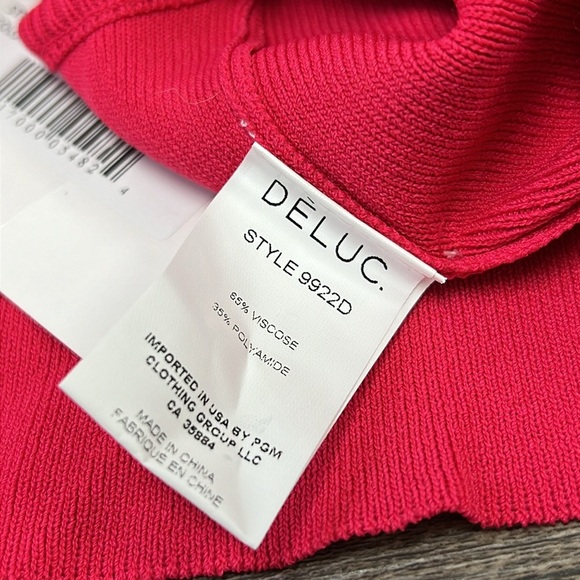 DĒLUC.
STYLE 9922D
65% VISCOSE
35% POLYAMIDE
IMPORTED IN USA BY PGM
CLOTHING GROUP LLC
CA 35884
MADE IN CHINA
FABRIQUE EN CHINE